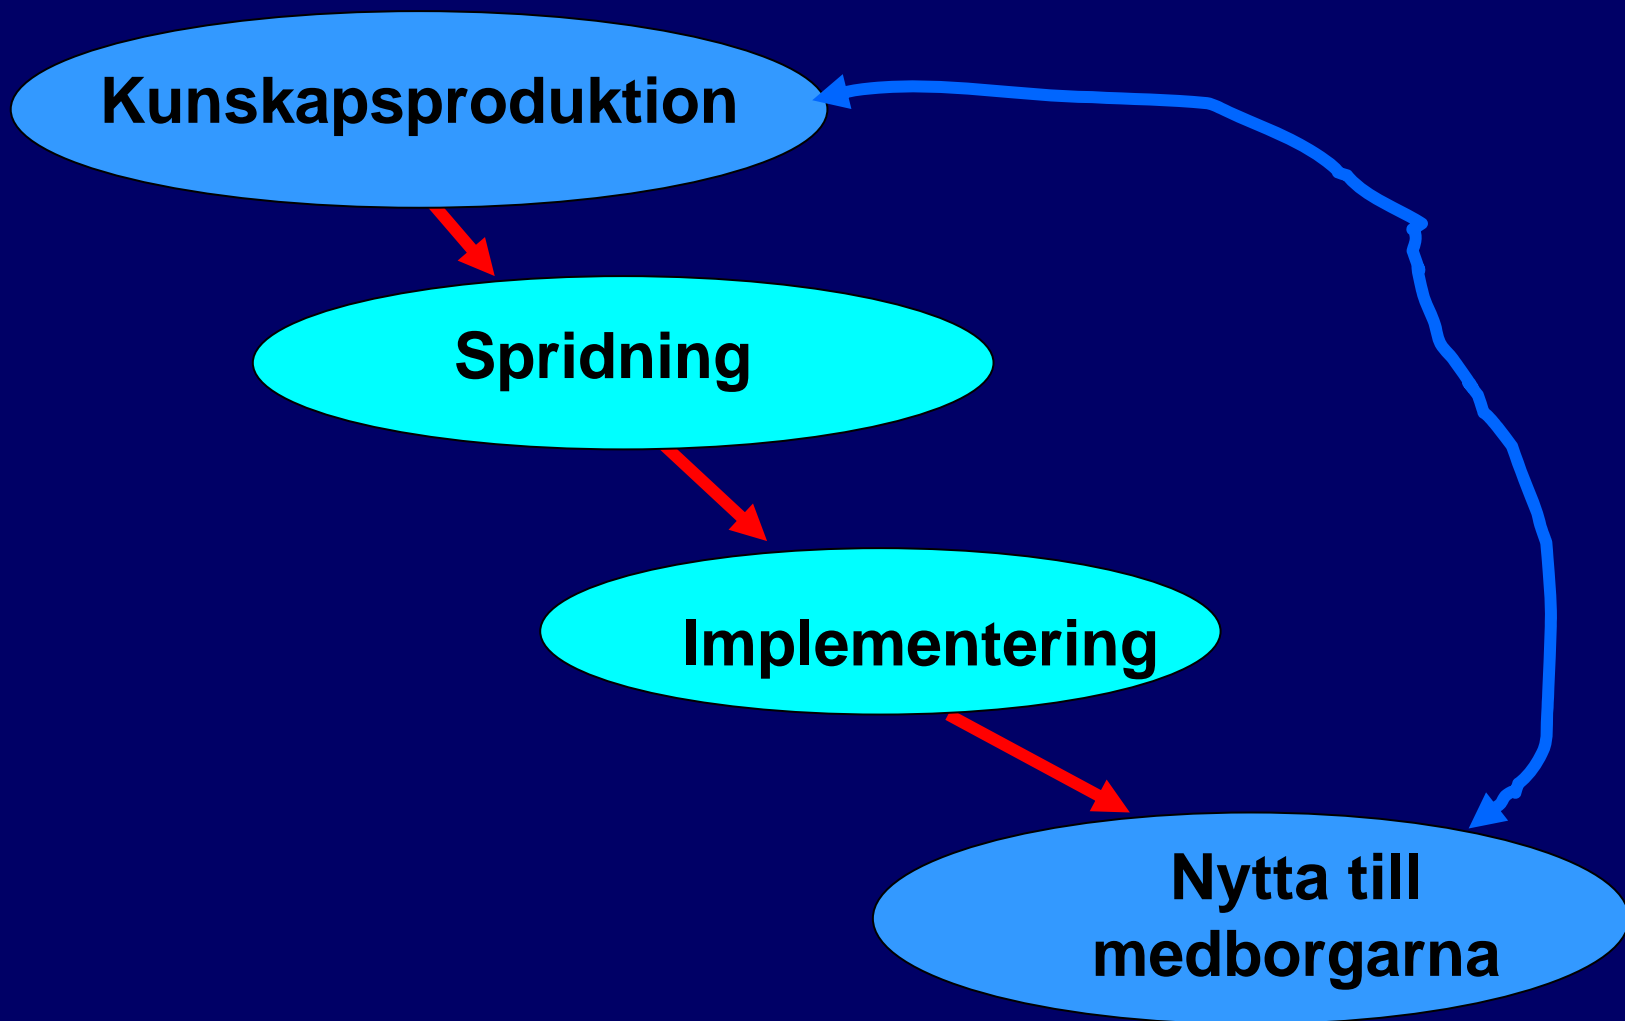 Kunskapsproduktion
Spridning
Implementering
Nytta till
medborgarna